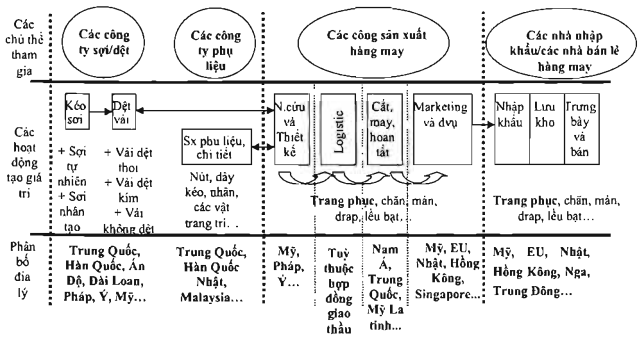 Các
chủ thể
tham
gia
Các công
ty sợi/dệt
Các công
ty phụ
liệu
Các công sản xuất
hàng may
Các nhà nhập
khẩu/các nhà bán lẻ
hàng may
Các
hoạt
động
tạo giá
trị
Kéo
sợi
Dệt
vải
+ Sợi
tự
nhiên
+ Sợi
nhân
tạo
+ Vải dệt
thoi
+ Vải dệt
kim
+ Vải
không dệt
Sx phu liệu,
chi tiết
Nút, dây
kéo, nhãn,
các vật
trang trí…
N.cứu
và
Thiết
kế
Logistic
Cắt,
may,
hoàn
tất
Marketing
và dvụ
Trang phục, chăn, màn,
drap, lều bạt…
Nhập
khẩu
Lưu
kho
Trưng
bày và
bán
Trang phục, chăn, màn,
drap, lều bạt…
Phân
bố địa
lý
Trung Quốc,
Hàn Quốc, Ấn
Độ, Đài Loan,
Pháp, Ý, Mỹ…
Trung Quốc,
Hàn Quốc
Nhật,
Malaysia…
Mỹ,
Pháp,
Ý…
Tuỳ
thuộc
hợp
đồng
giao
thầu
Nam
Á,
Trung
Quốc,
Mỹ La
tinh...
Mỹ, EU,
Nhật, Hồng
Kông,
Singapore...
Mỹ, EU, Nhật,
Hồng Kông, Nga,
Trung Đông…